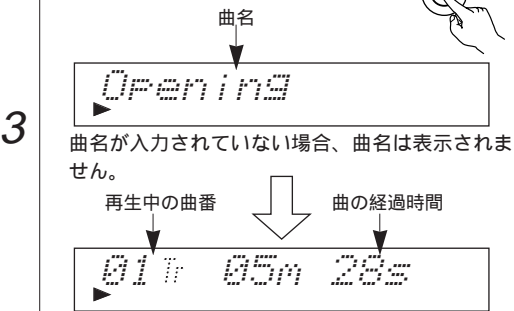 曲名
Opening
3
曲名が入力されていない場合、曲名は表示されま
せん。
再生中の曲番 曲の経過時間
01Tr 05m 28s